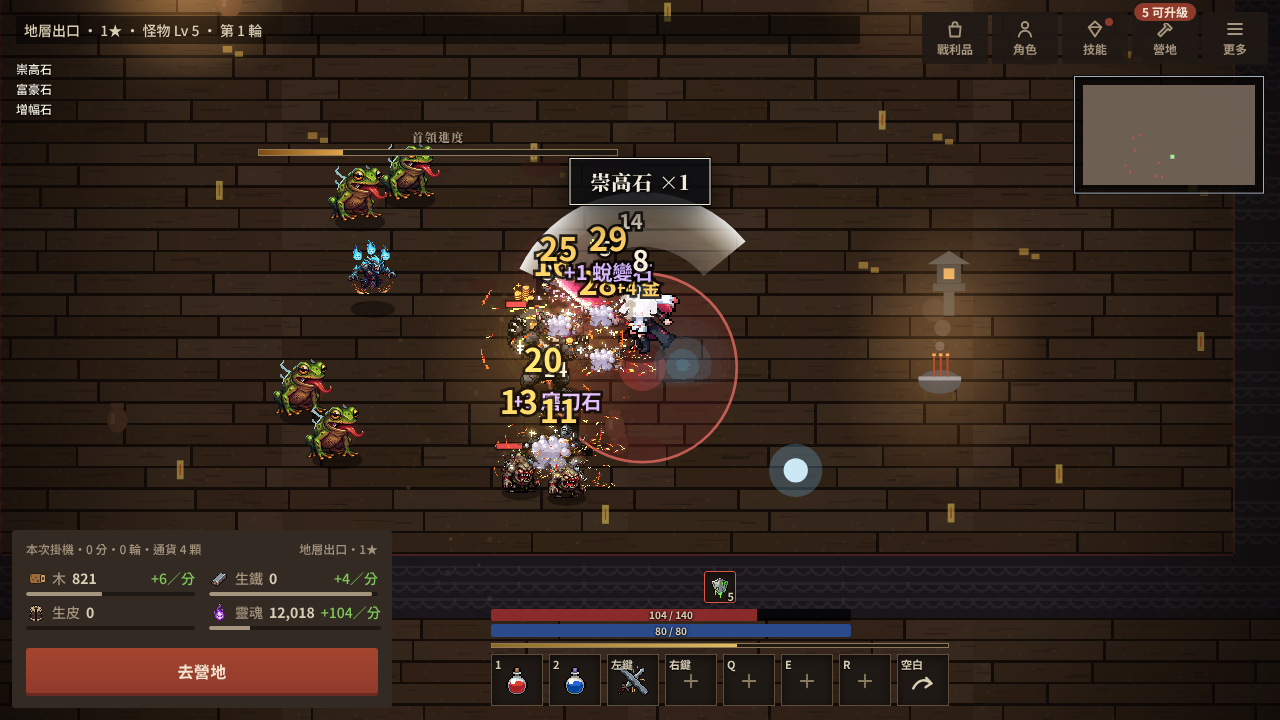 地層出口・1★・怪物 Lv 5・第 1 輪
5 可升級
戰利品
角色
技能
營地
更多
崇高石
富豪石
增幅石
首領進度
崇高石 ×1
14
29
25
8
+1 蛻變石
28
+4金
20
13
11
本次掛機・0 分・0 輪・通貨 4 顆
地層出口・1★
木 821 +6／分
生鐵 0 +4／分
生皮 0
靈魂 12,018 +104／分
去營地
5
104 / 140
80 / 80
1
2
左鍵
右鍵
Q
E
R
空白